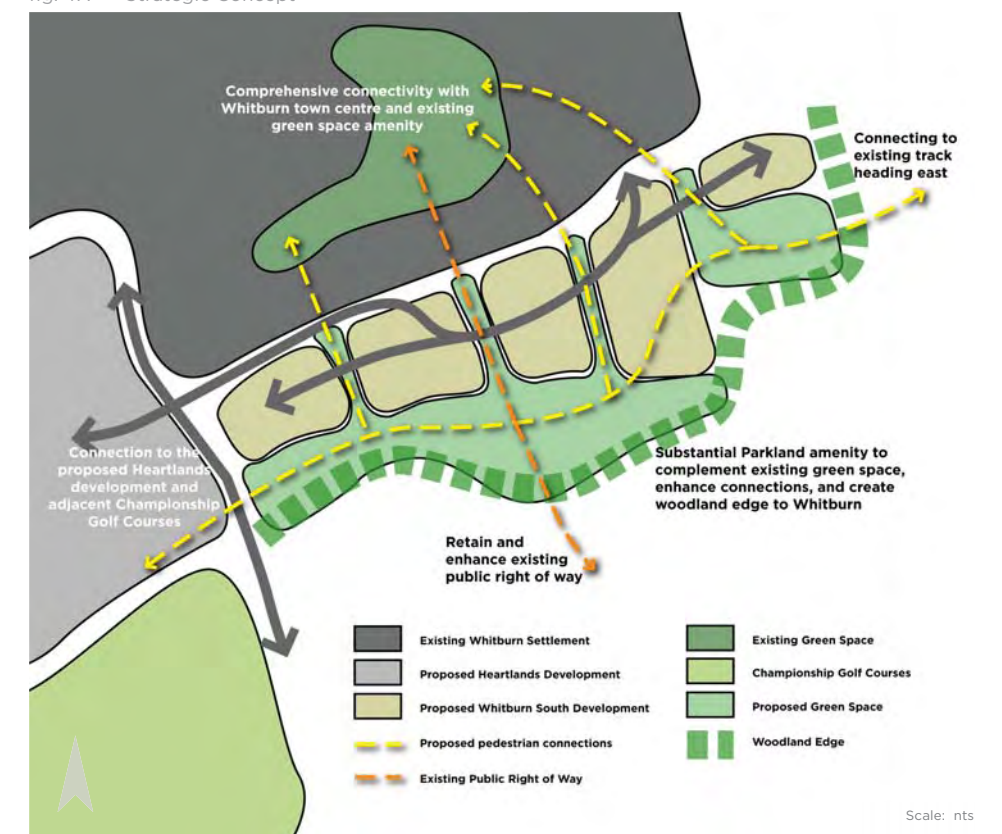 Strategic Concept
Comprehensive connectivity with
Whitburn town centre and existing
green space amenity
Connecting to
existing track
heading east
Connection to the
proposed Heartlands
development and
adjacent Championship
Golf Courses
Substantial Parkland amenity to
complement existing green space,
enhance connections, and create
woodland edge to Whitburn
Retain and
enhance existing
public right of way
Existing Whitburn Settlement
Proposed Heartlands Development
Proposed Whitburn South Development
Proposed pedestrian connections
Existing Public Right of Way
Existing Green Space
Championship Golf Courses
Proposed Green Space
Woodland Edge
Scale: nts